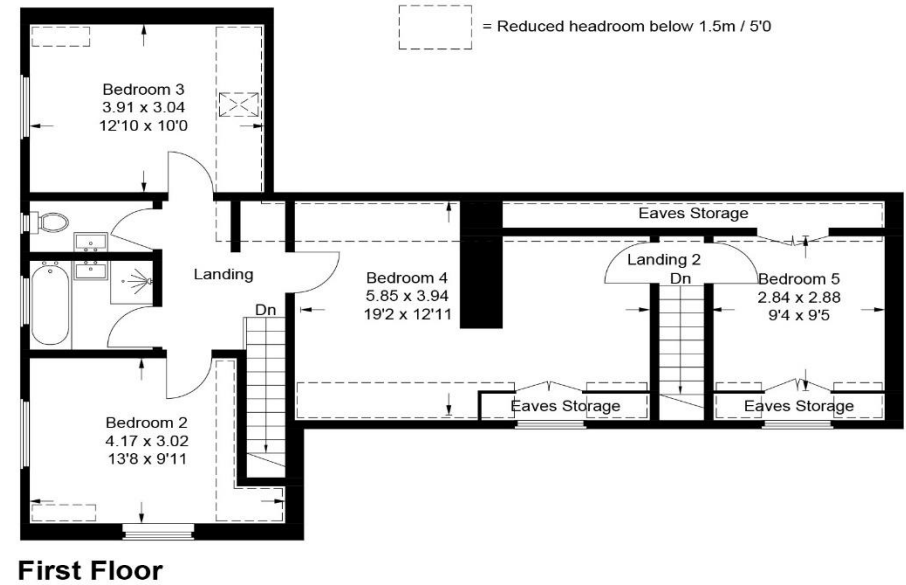 = Reduced headroom below 1.5m / 5'0
Bedroom 3
3.91 x 3.04
12'10 x 10'0
Eaves Storage
Landing
Dn
Bedroom 4
5.85 x 3.94
19'2 x 12'11
Landing 2
Dn
Bedroom 5
2.84 x 2.88
9'4 x 9'5
Bedroom 2
4.17 x 3.02
13'8 x 9'11
Eaves Storage
Eaves Storage
First Floor